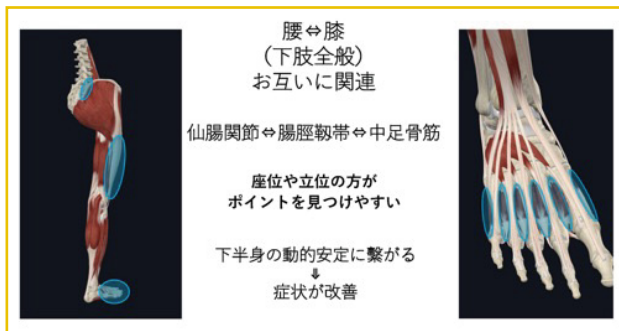 腰⇔膝
(下肢全般)
お互いに関連
仙腸関節⇔腸脛靱帯⇔中足骨筋
座位や立位の方が
ポイントを見つけやすい
下半身の動的安定に繋がる
⇓
症状が改善